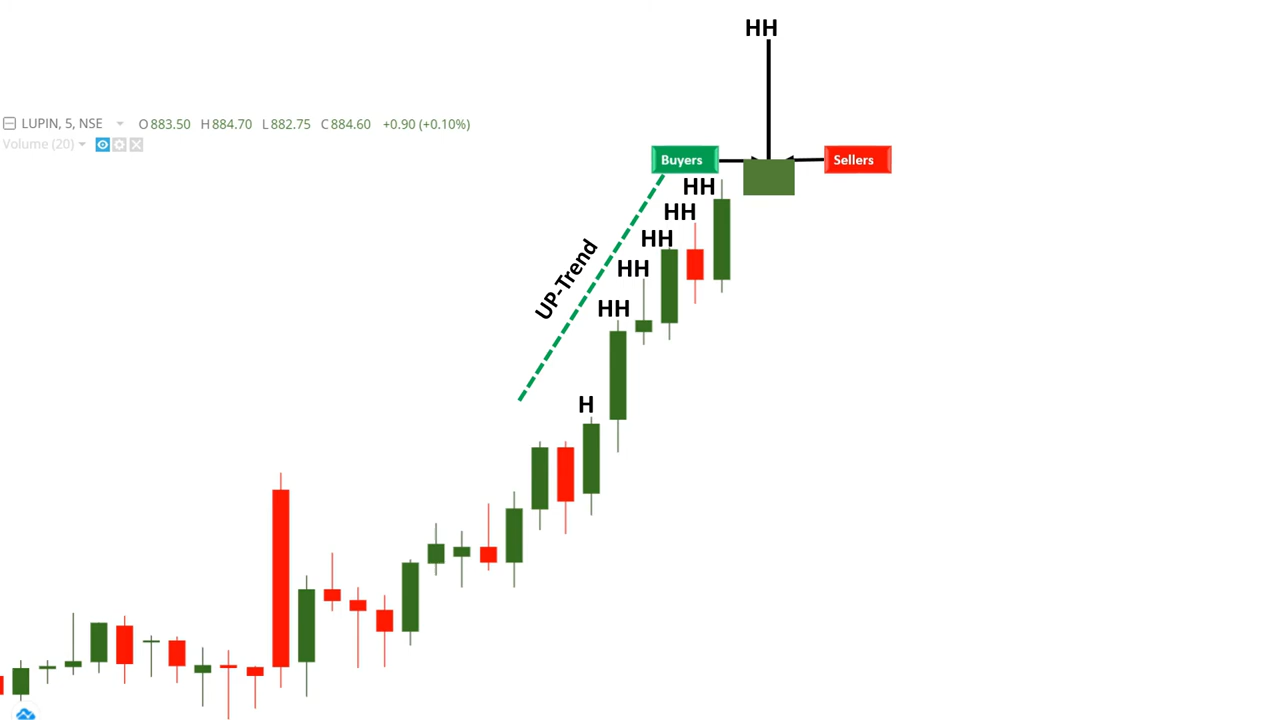 HH
LUPIN, 5, NSE O883.50 H884.70 L882.75 C884.60 +0.90 (+0.10%)
Volume (20)
Buyers
Sellers
HH
HH
HH
HH
UP-Trend
HH
H